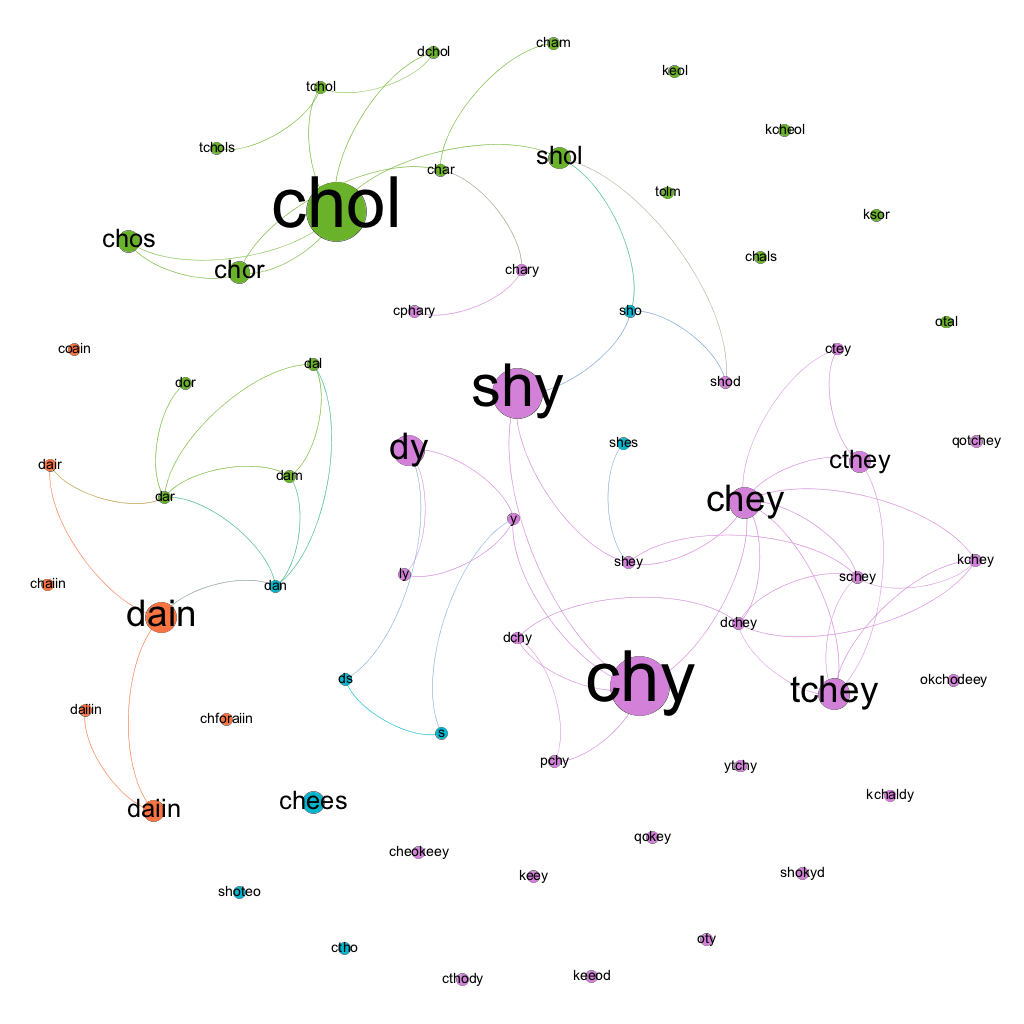 cham
dchol
keol
tchol
kcheol
tchols
shol
char
tolm
chol
ksor
chos
chals
chor
chary
cphary
sho
otal
coain
ctey
dal
dor
shod
shy
shes
qotchey
dy
cthey
dair
dam
dar
chey
y
kchey
shey
ly
schey
chaiin
dan
dain
dchey
dchy
ds
chy
okchodeey
tchey
daiin
chforaiin
s
pchy
ytchy
kchaldy
chees
daiin
qokey
cheokeey
shokyd
keey
shoteo
oty
ctho
keeod
cthody